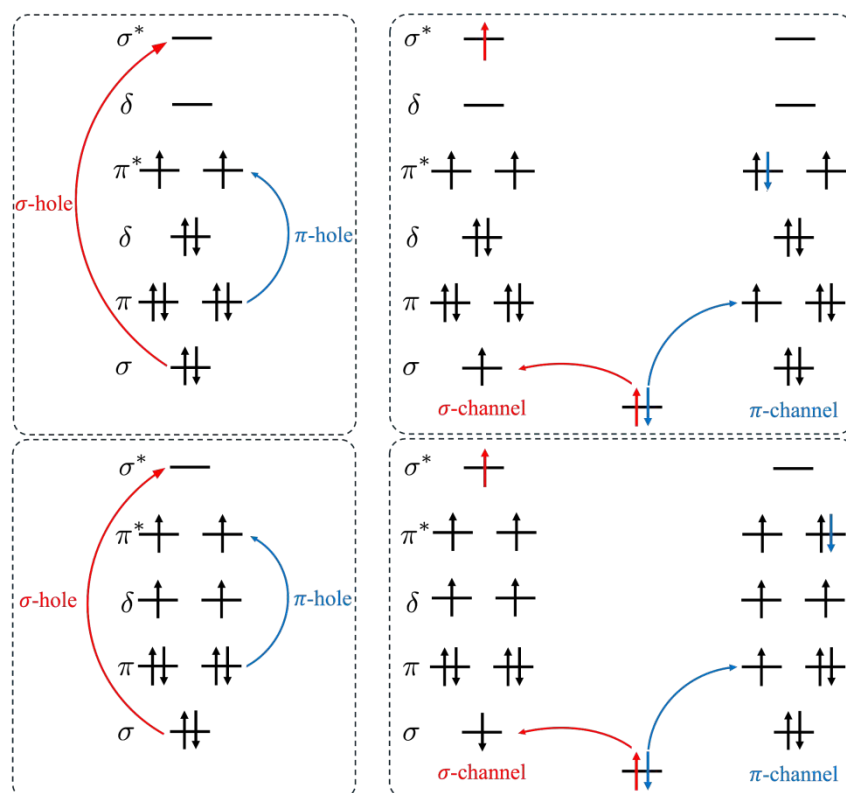 σ* σ*
δ δ
π* π*
σ-hole
δ π-hole δ
π π
σ σ
σ-channel π-channel
σ* σ*
π* π*
σ-hole δ π-hole δ
π π
σ σ
σ-channel π-channel